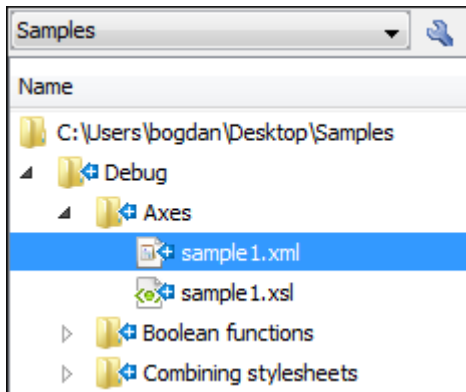 Samples
Name
C:\Users\bogdan\Desktop\Samples
Debug
Axes
sample1.xml
sample1.xsl
Boolean functions
Combining stylesheets